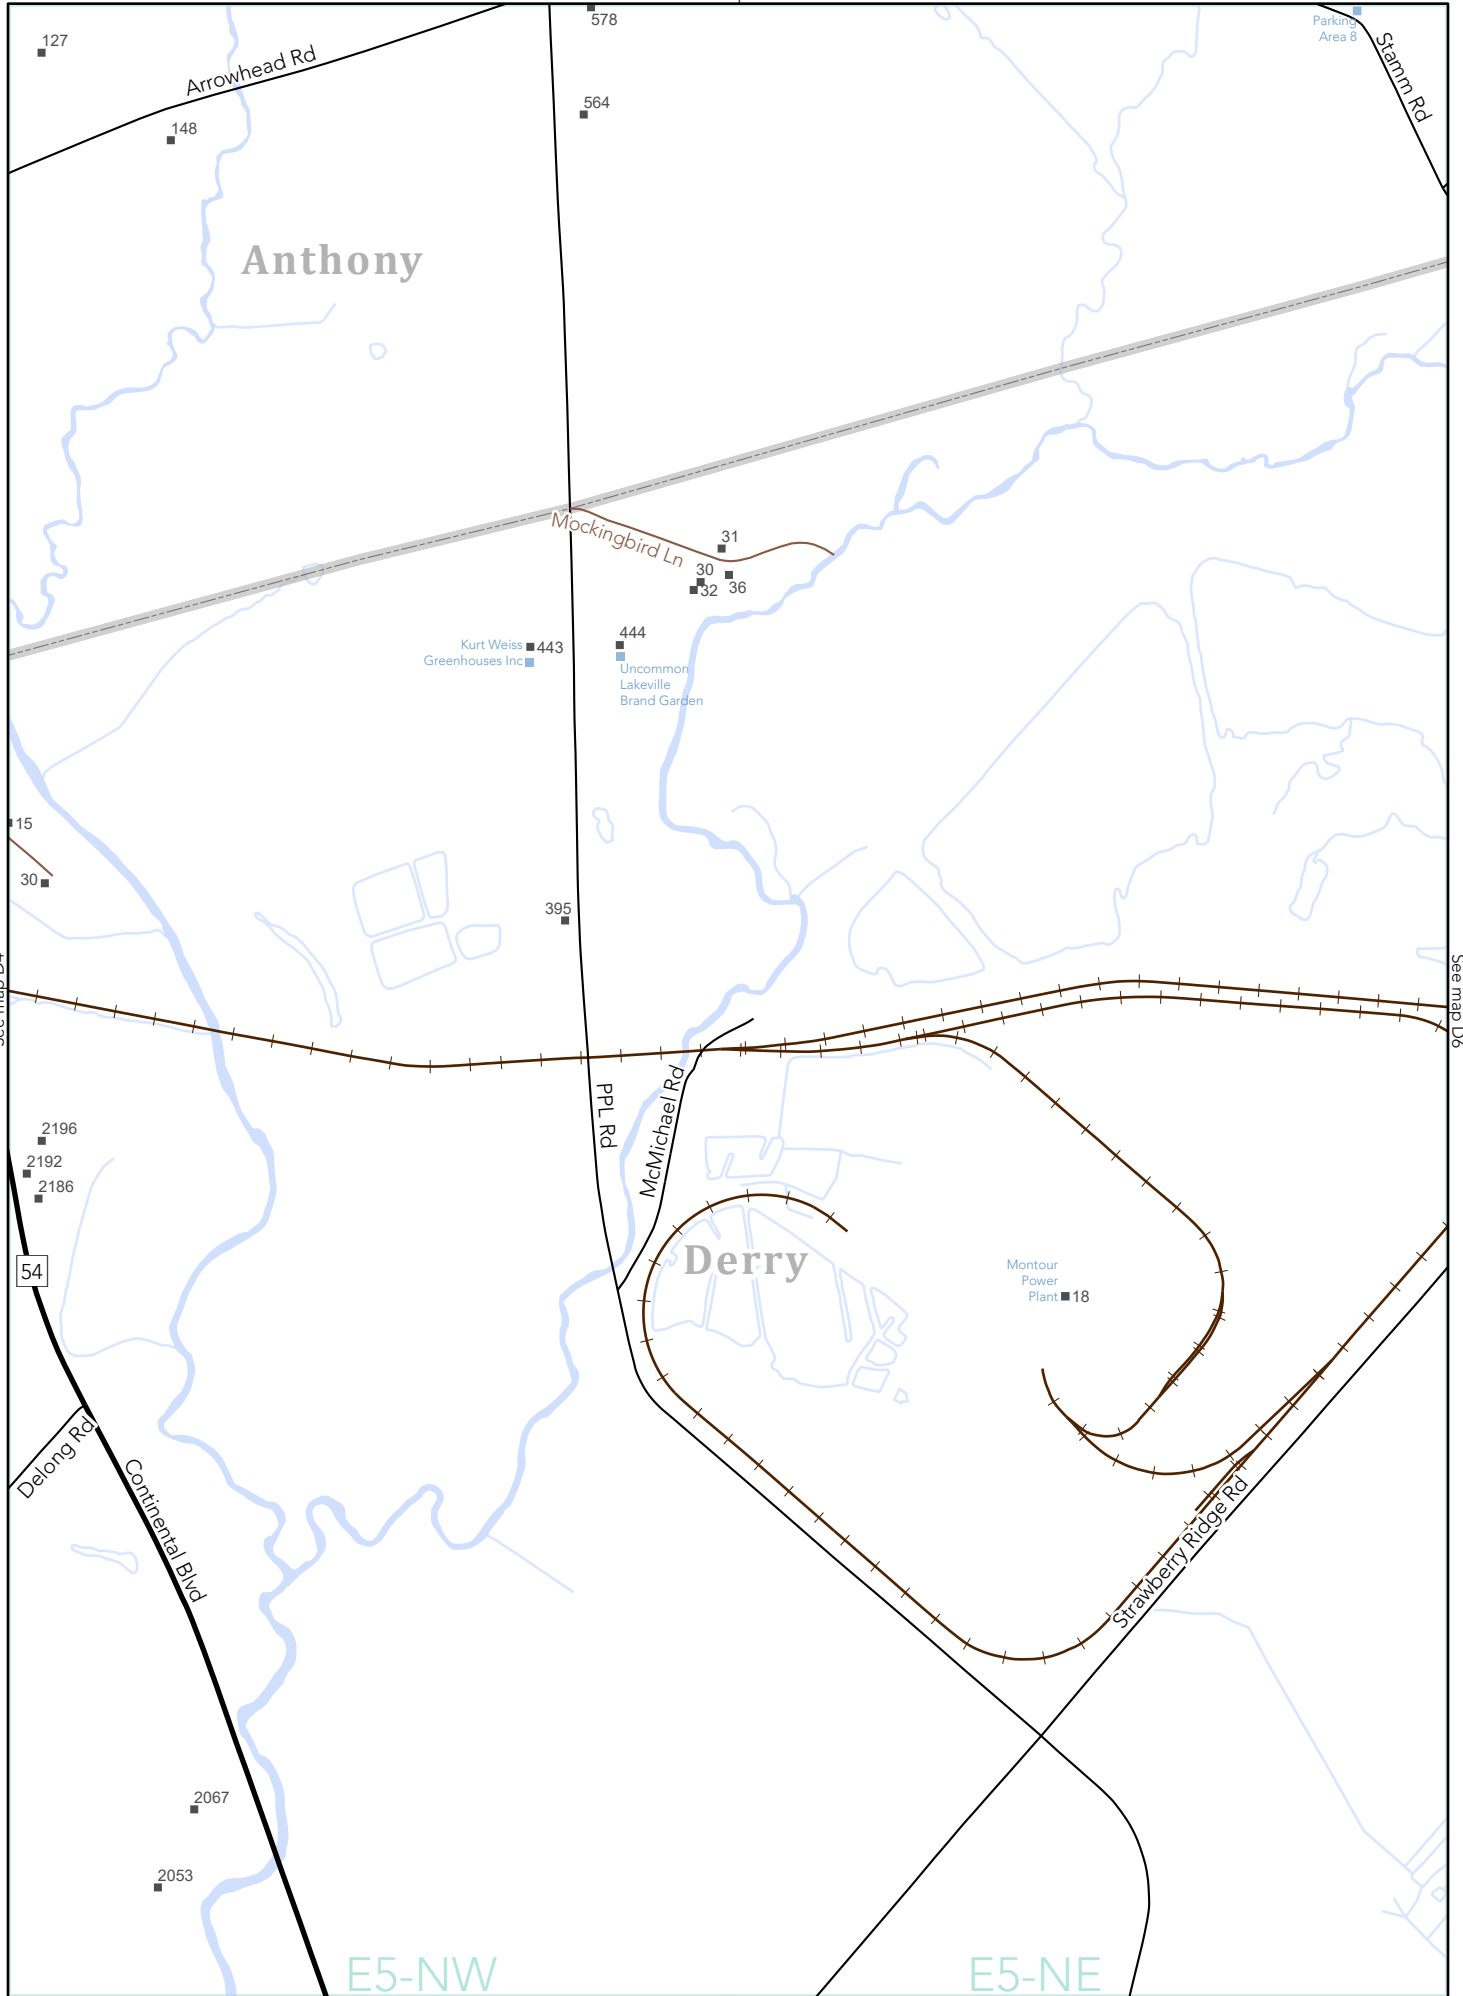 578
127
Parking
Area 8
Arrowhead Rd
Stamm Rd
564
148
Anthony
Mockingbird Ln
31
30
32
36
Kurt Weiss
Greenhouses Inc
443
444
Uncommon
Lakeville
Brand Garden
15
30
395
See map D4
See map D6
PPL Rd
McMichael Rd
2196
2192
2186
Derry
54
Montour
Power
Plant
18
Delong Rd
Continental Blvd
Strawberry Ridge Rd
2067
2053
E5-NW
E5-NE